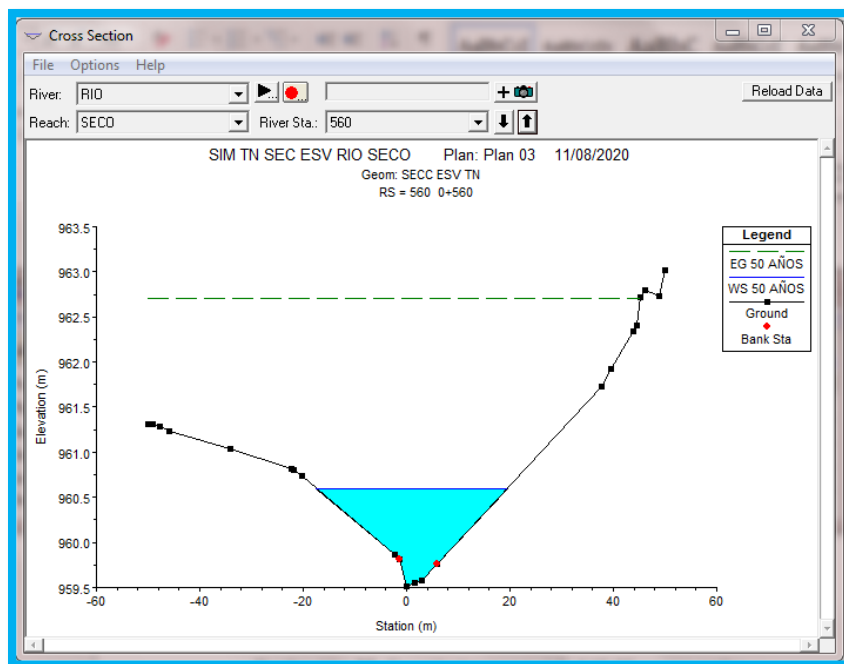 Cross Section
File Options Help
River: RIO
Reload Data
Reach: SECO River Sta.: 560
SIM TN SEC ESV RIO SECO Plan: Plan 03 11/08/2020
Geom: SECC ESV TN
RS = 560 0+560
Legend
EG 50 AÑOS
WS 50 AÑOS
Ground
Bank Sta
Elevation (m)
963.5
963.0
962.5
962.0
961.5
961.0
960.5
960.0
959.5
-60 -40 -20 0 20 40 60
Station (m)